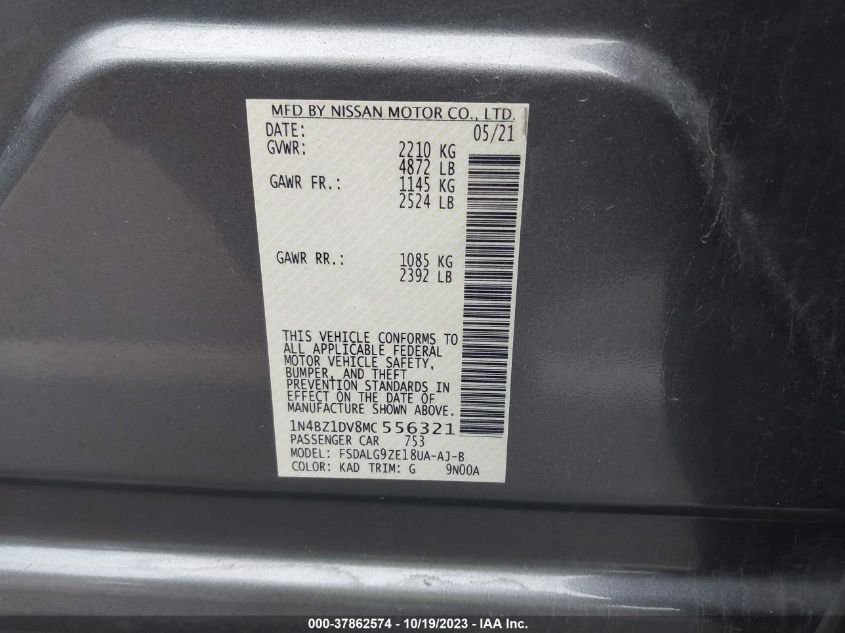 MFD BY NISSAN MOTOR CO., LTD.
DATE: 05/21
GVWR: 2210 KG
4872 LB
GAWR FR.: 1145 KG
2524 LB
GAWR RR.: 1085 KG
2392 LB
THIS VEHICLE CONFORMS TO
ALL APPLICABLE FEDERAL
MOTOR VEHICLE SAFETY,
BUMPER, AND THEFT
PREVENTION STANDARDS IN
EFFECT ON THE DATE OF
MANUFACTURE SHOWN ABOVE.
1N4BZ1DV8MC 556321
PASSENGER CAR 753
MODEL: FSDALG9ZE18UA-AJ-B
COLOR: KAD TRIM: G 9N00A
000-37862574 - 10/19/2023 - IAA Inc.